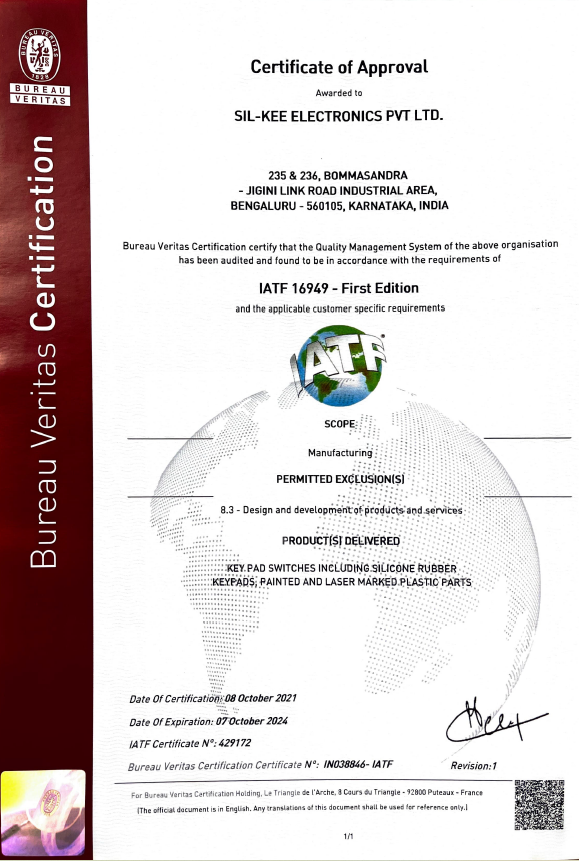 BUREAU VERITAS
1828
BUREAU
VERITAS
Bureau Veritas Certification
Certificate of Approval
Awarded to
SIL-KEE ELECTRONICS PVT LTD.
235 & 236, BOMMASANDRA
- JIGINI LINK ROAD INDUSTRIAL AREA,
BENGALURU - 560105, KARNATAKA, INDIA
Bureau Veritas Certification certify that the Quality Management System of the above organisation
has been audited and found to be in accordance with the requirements of
IATF 16949 - First Edition
and the applicable customer specific requirements
IATF
SCOPE
Manufacturing
PERMITTED EXCLUSION(S)
8.3 - Design and development of products and services
PRODUCT(S) DELIVERED
KEY PAD SWITCHES INCLUDING SILICONE RUBBER
KEYPADS, PAINTED AND LASER MARKED PLASTIC PARTS
Date Of Certification: 08 October 2021
Date Of Expiration: 07 October 2024
IATF Certificate N°: 429172
Bureau Veritas Certification Certificate N°: IN038846- IATF
Revision:1
For Bureau Veritas Certification Holding, Le Triangle de l'Arche, 8 Cours du Triangle - 92800 Puteaux - France
(The official document is in English. Any translations of this document shall be used for reference only.)
1/1